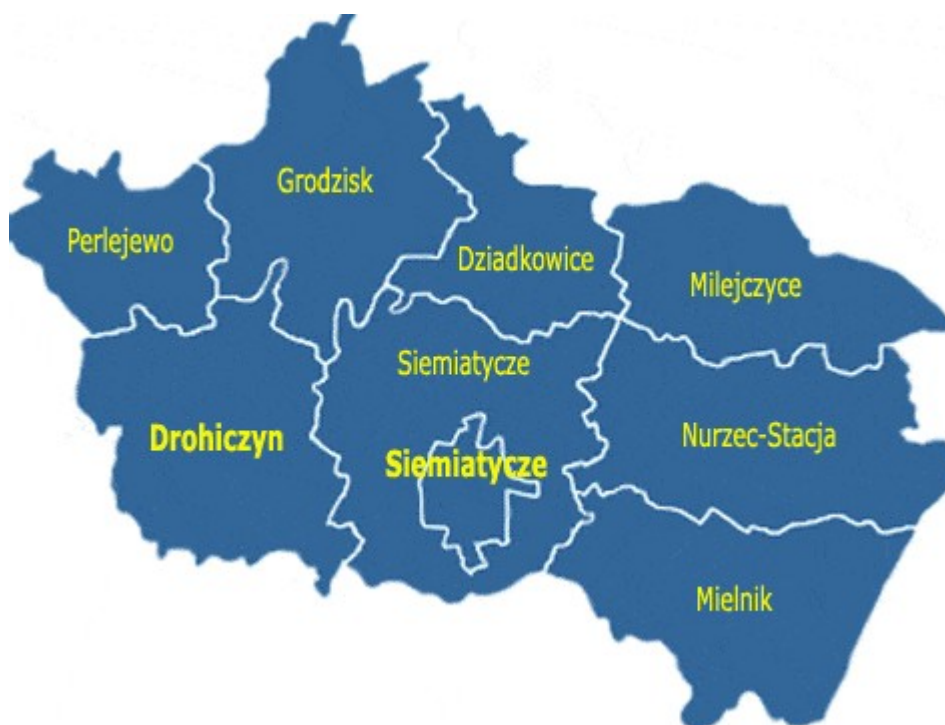 Grodzisk
Perlejewo
Dziadkowice
Milejczyce
Siemiatycze
Drohiczyn
Nurzec-Stacja
Siemiatycze
Mielnik